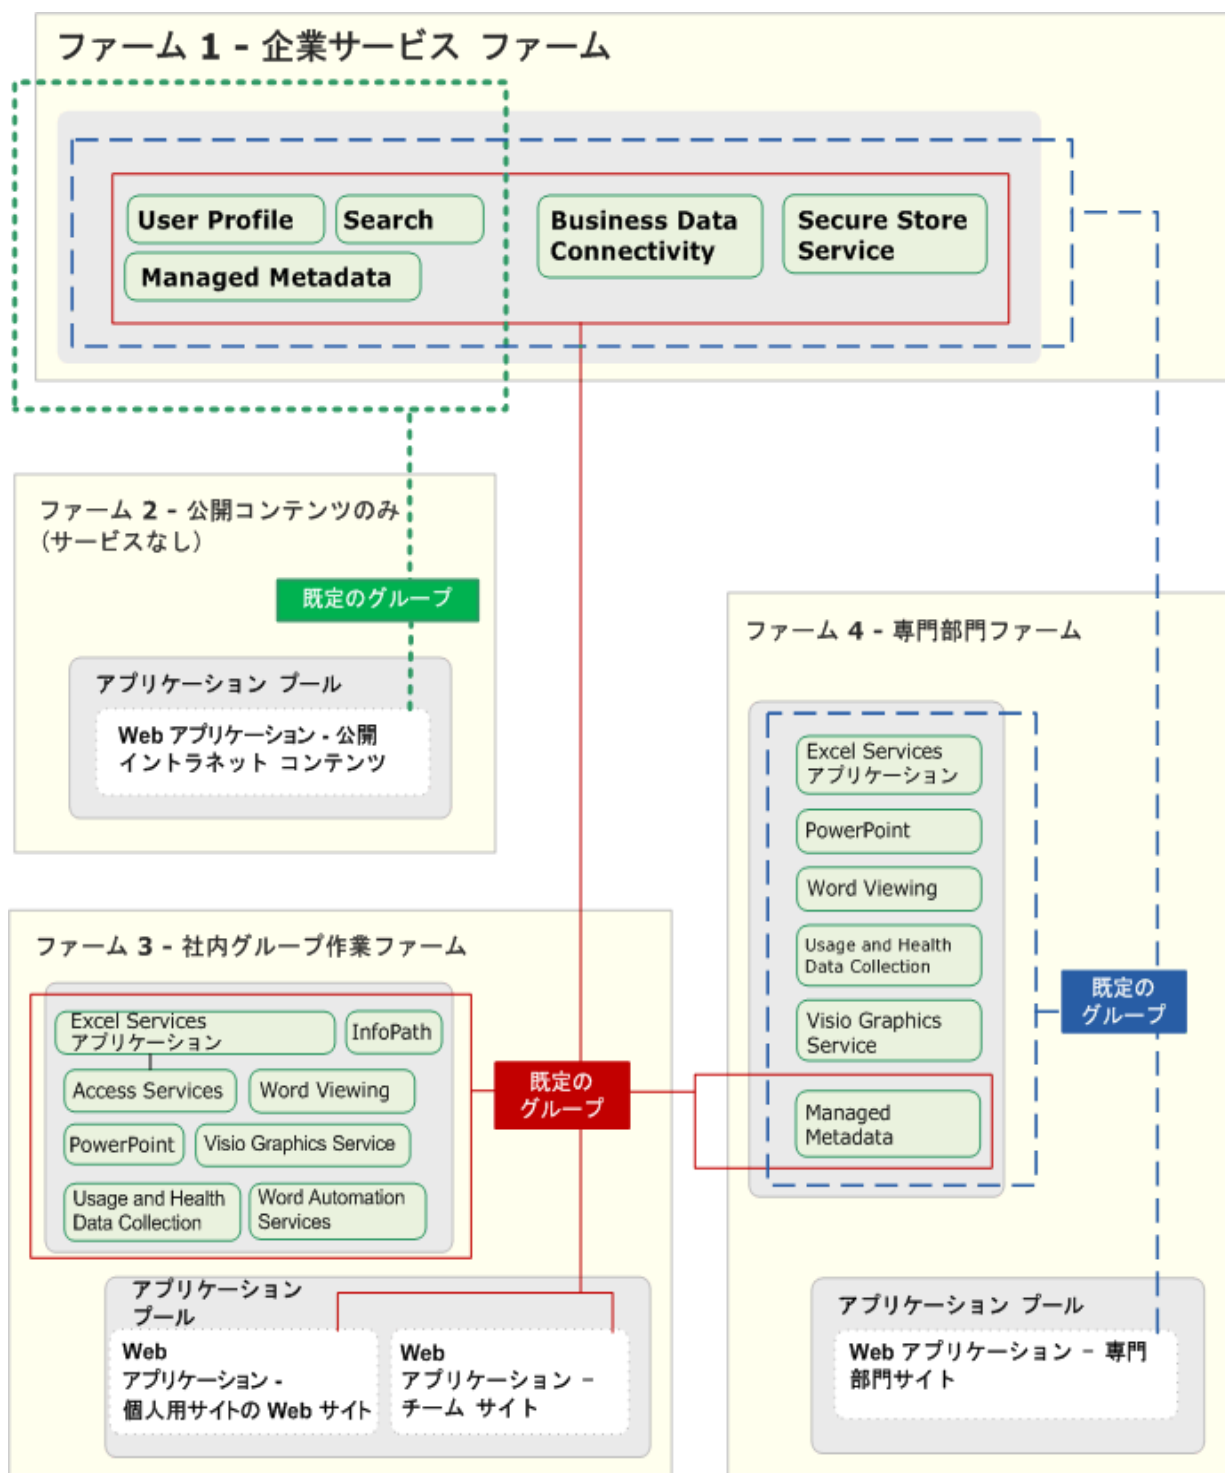 ファーム 1 - 企業サービス ファーム
User Profile
Search
Managed Metadata
Business Data
Connectivity
Secure Store
Service
ファーム 2 - 公開コンテンツのみ
(サービスなし)
既定のグループ
アプリケーション プール
Web アプリケーション - 公開
イントラネット コンテンツ
ファーム 3 - 社内グループ作業ファーム
Excel Services
アプリケーション
InfoPath
Access Services
Word Viewing
PowerPoint
Visio Graphics Service
Usage and Health
Data Collection
Word Automation
Services
既定の
グループ
アプリケーション
プール
Web
アプリケーション -
個人用サイトの Web サイト
Web
アプリケーション –
チーム サイト
ファーム 4 - 専門部門ファーム
Excel Services
アプリケーション
PowerPoint
Word Viewing
Usage and Health
Data Collection
Visio Graphics
Service
Managed
Metadata
既定の
グループ
アプリケーション プール
Web アプリケーション – 専門
部門サイト